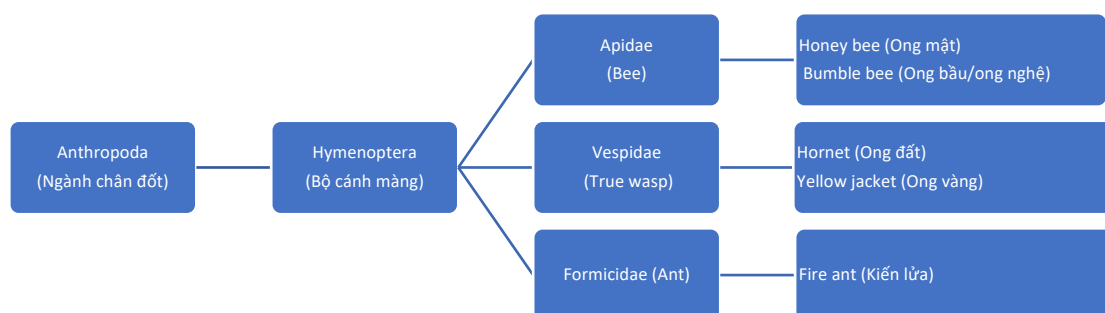 Apidae
(Bee)
Honey bee (Ong mật)
Bumble bee (Ong bầu/ong nghệ)
Anthropoda
(Ngành chân đốt)
Hymenoptera
(Bộ cánh màng)
Vespidae
(True wasp)
Hornet (Ong đất)
Yellow jacket (Ong vàng)
Formicidae (Ant)
Fire ant (Kiến lửa)